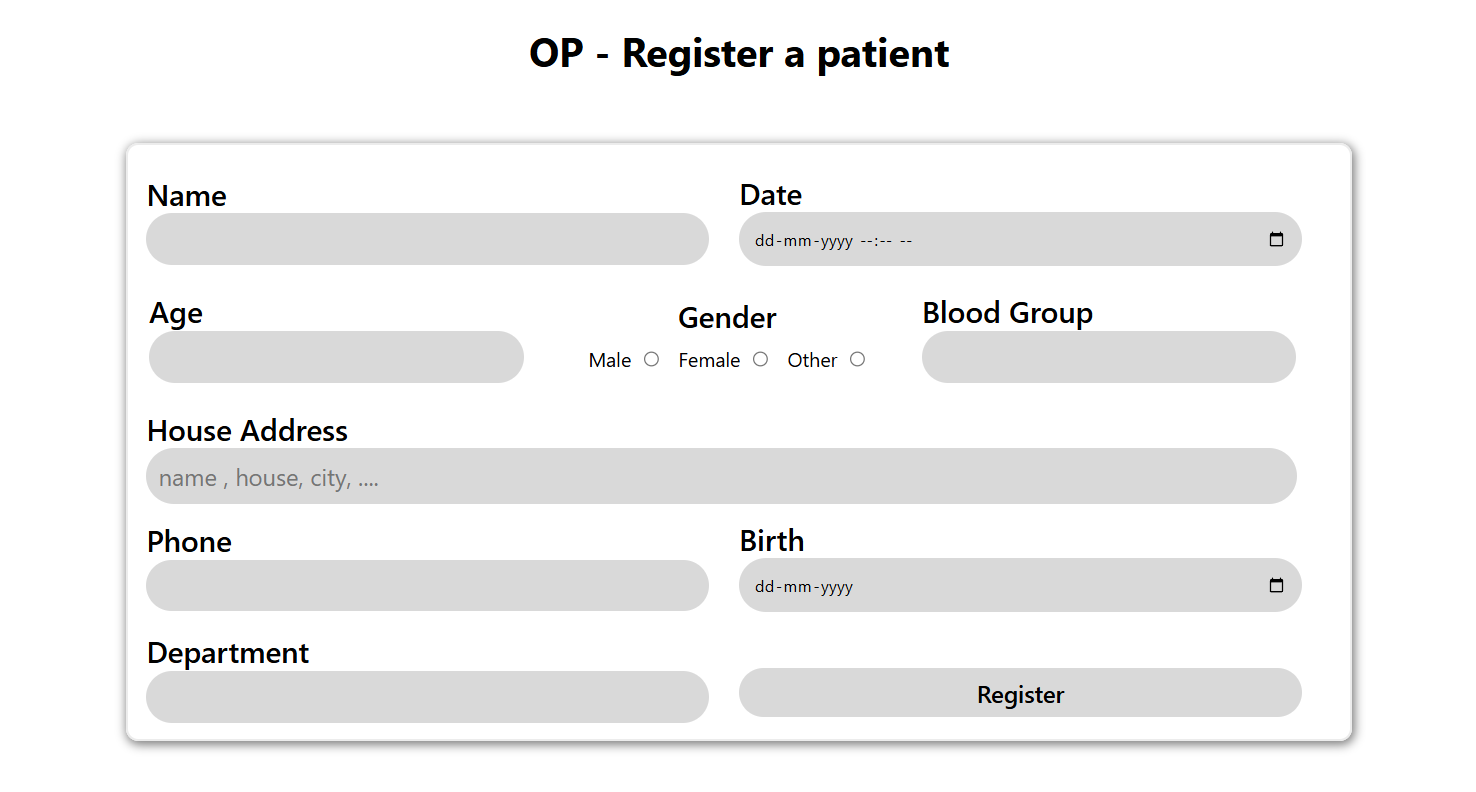 OP - Register a patient
Name
Date
dd-mm-yyyy --:-- --
Age
Gender
Blood Group
Male
Female
Other
House Address
name , house, city, ....
Phone
Birth
dd-mm-yyyy
Department
Register